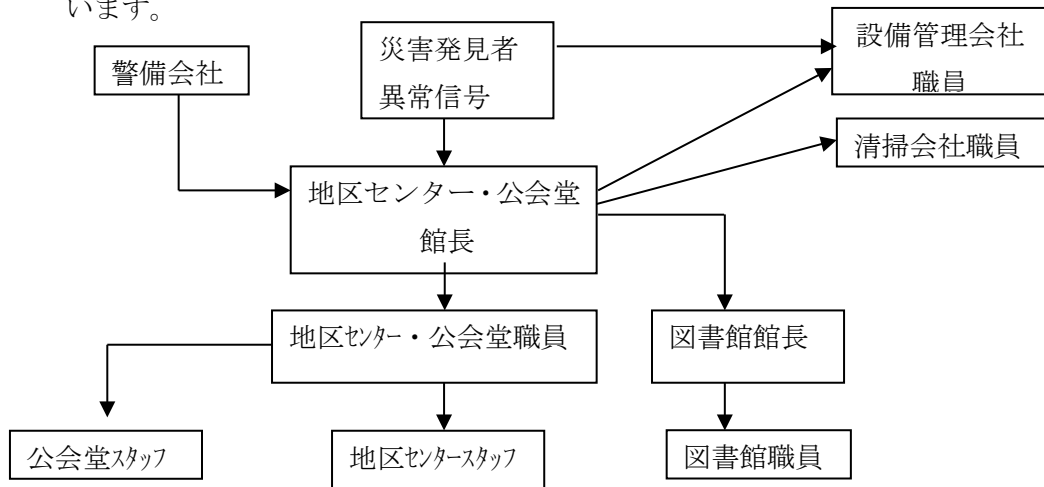 います。
災害発見者
異常信号
設備管理会社
職員
警備会社
清掃会社職員
地区センター・公会堂
館長
地区ｾﾝﾀｰ・公会堂職員
図書館館長
公会堂ｽﾀｯﾌ
地区ｾﾝﾀｰｽﾀｯﾌ
図書館職員